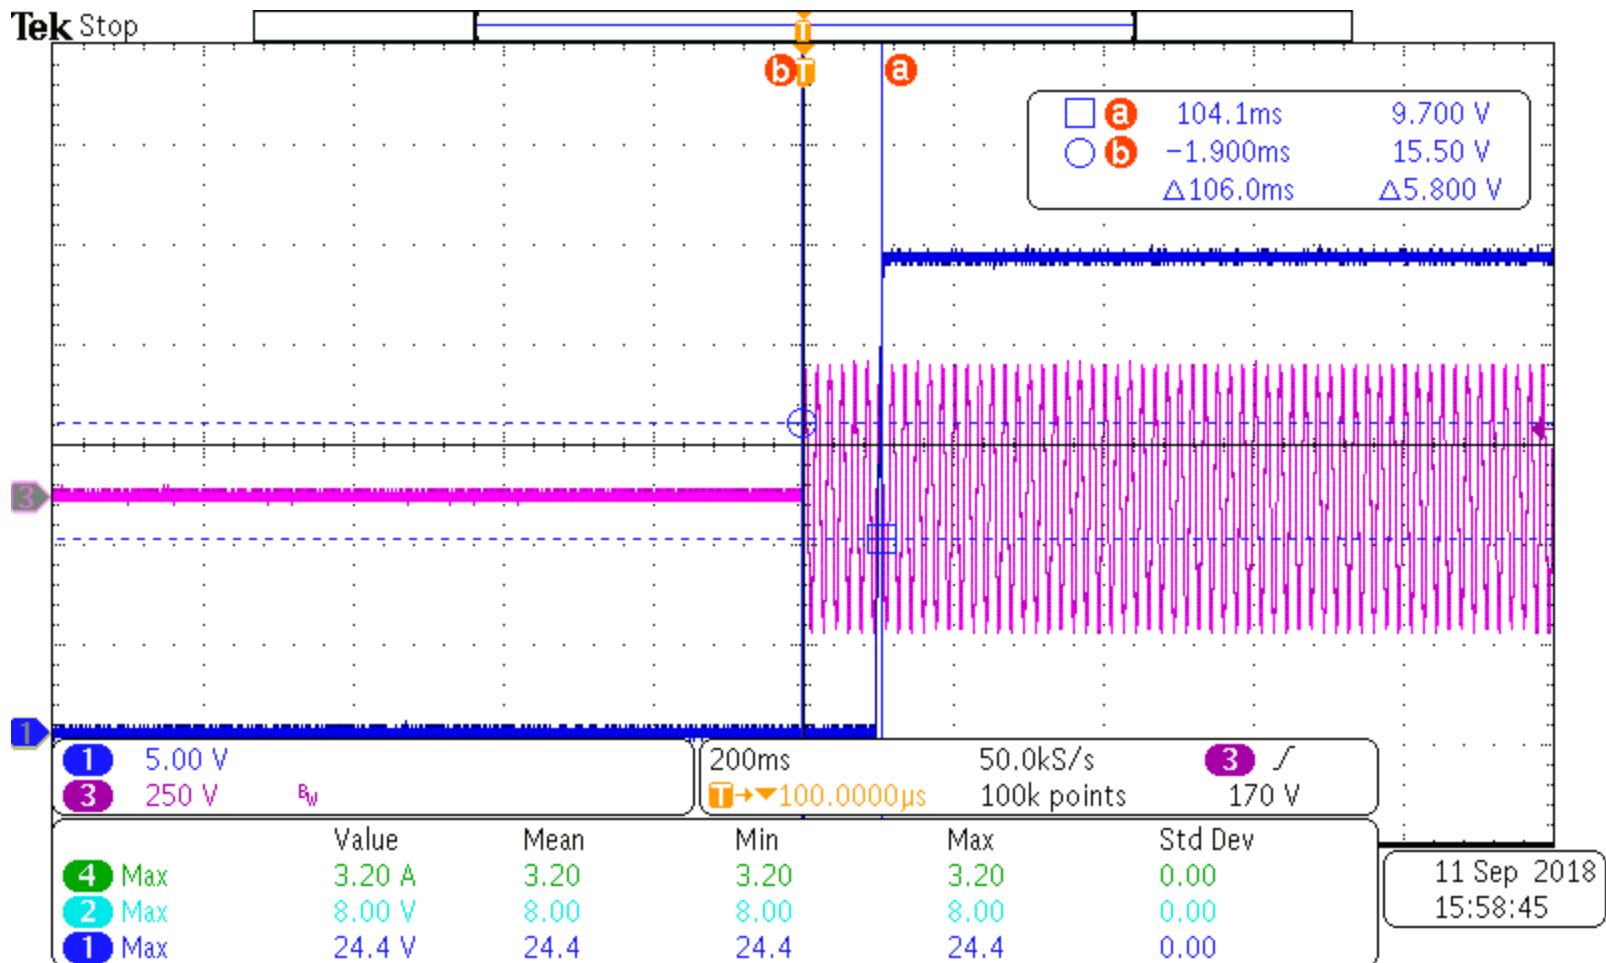 Tek Stop
T
b T a
a 104.1ms 9.700 V
b −1.900ms 15.50 V
Δ106.0ms Δ5.800 V
3
1
1 5.00 V
3 250 V BW
200ms 50.0kS/s 3
T→▼100.0000µs 100k points 170 V
Value Mean Min Max Std Dev
4 Max 3.20 A 3.20 3.20 3.20 0.00
2 Max 8.00 V 8.00 8.00 8.00 0.00
1 Max 24.4 V 24.4 24.4 24.4 0.00
11 Sep 2018
15:58:45